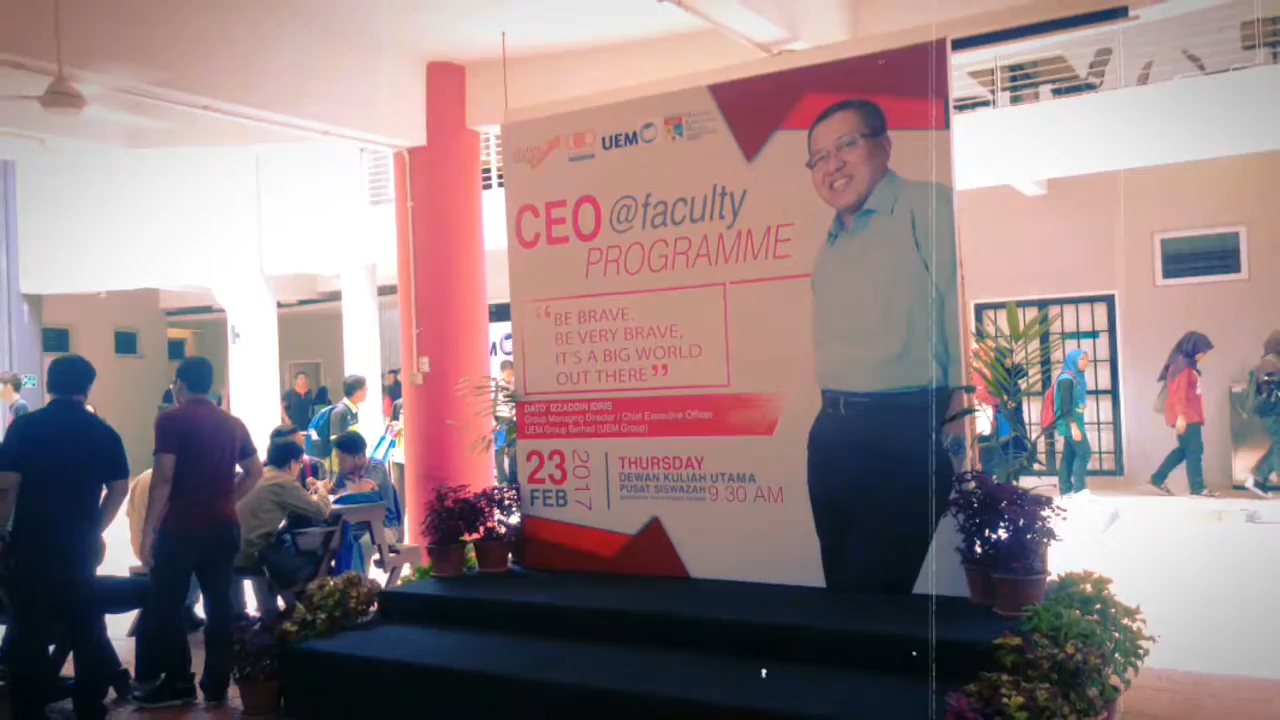 UEM
CEO @faculty
PROGRAMME
“BE BRAVE.
BE VERY BRAVE,
IT'S A BIG WORLD
OUT THERE”
DATO' IZZADDIN IDRIS
Group Managing Director / Chief Executive Officer
UEM Group Berhad (UEM Group)
23 FEB 2017
THURSDAY
DEWAN KULIAH UTAMA
PUSAT SISWAZAH
9.30 AM